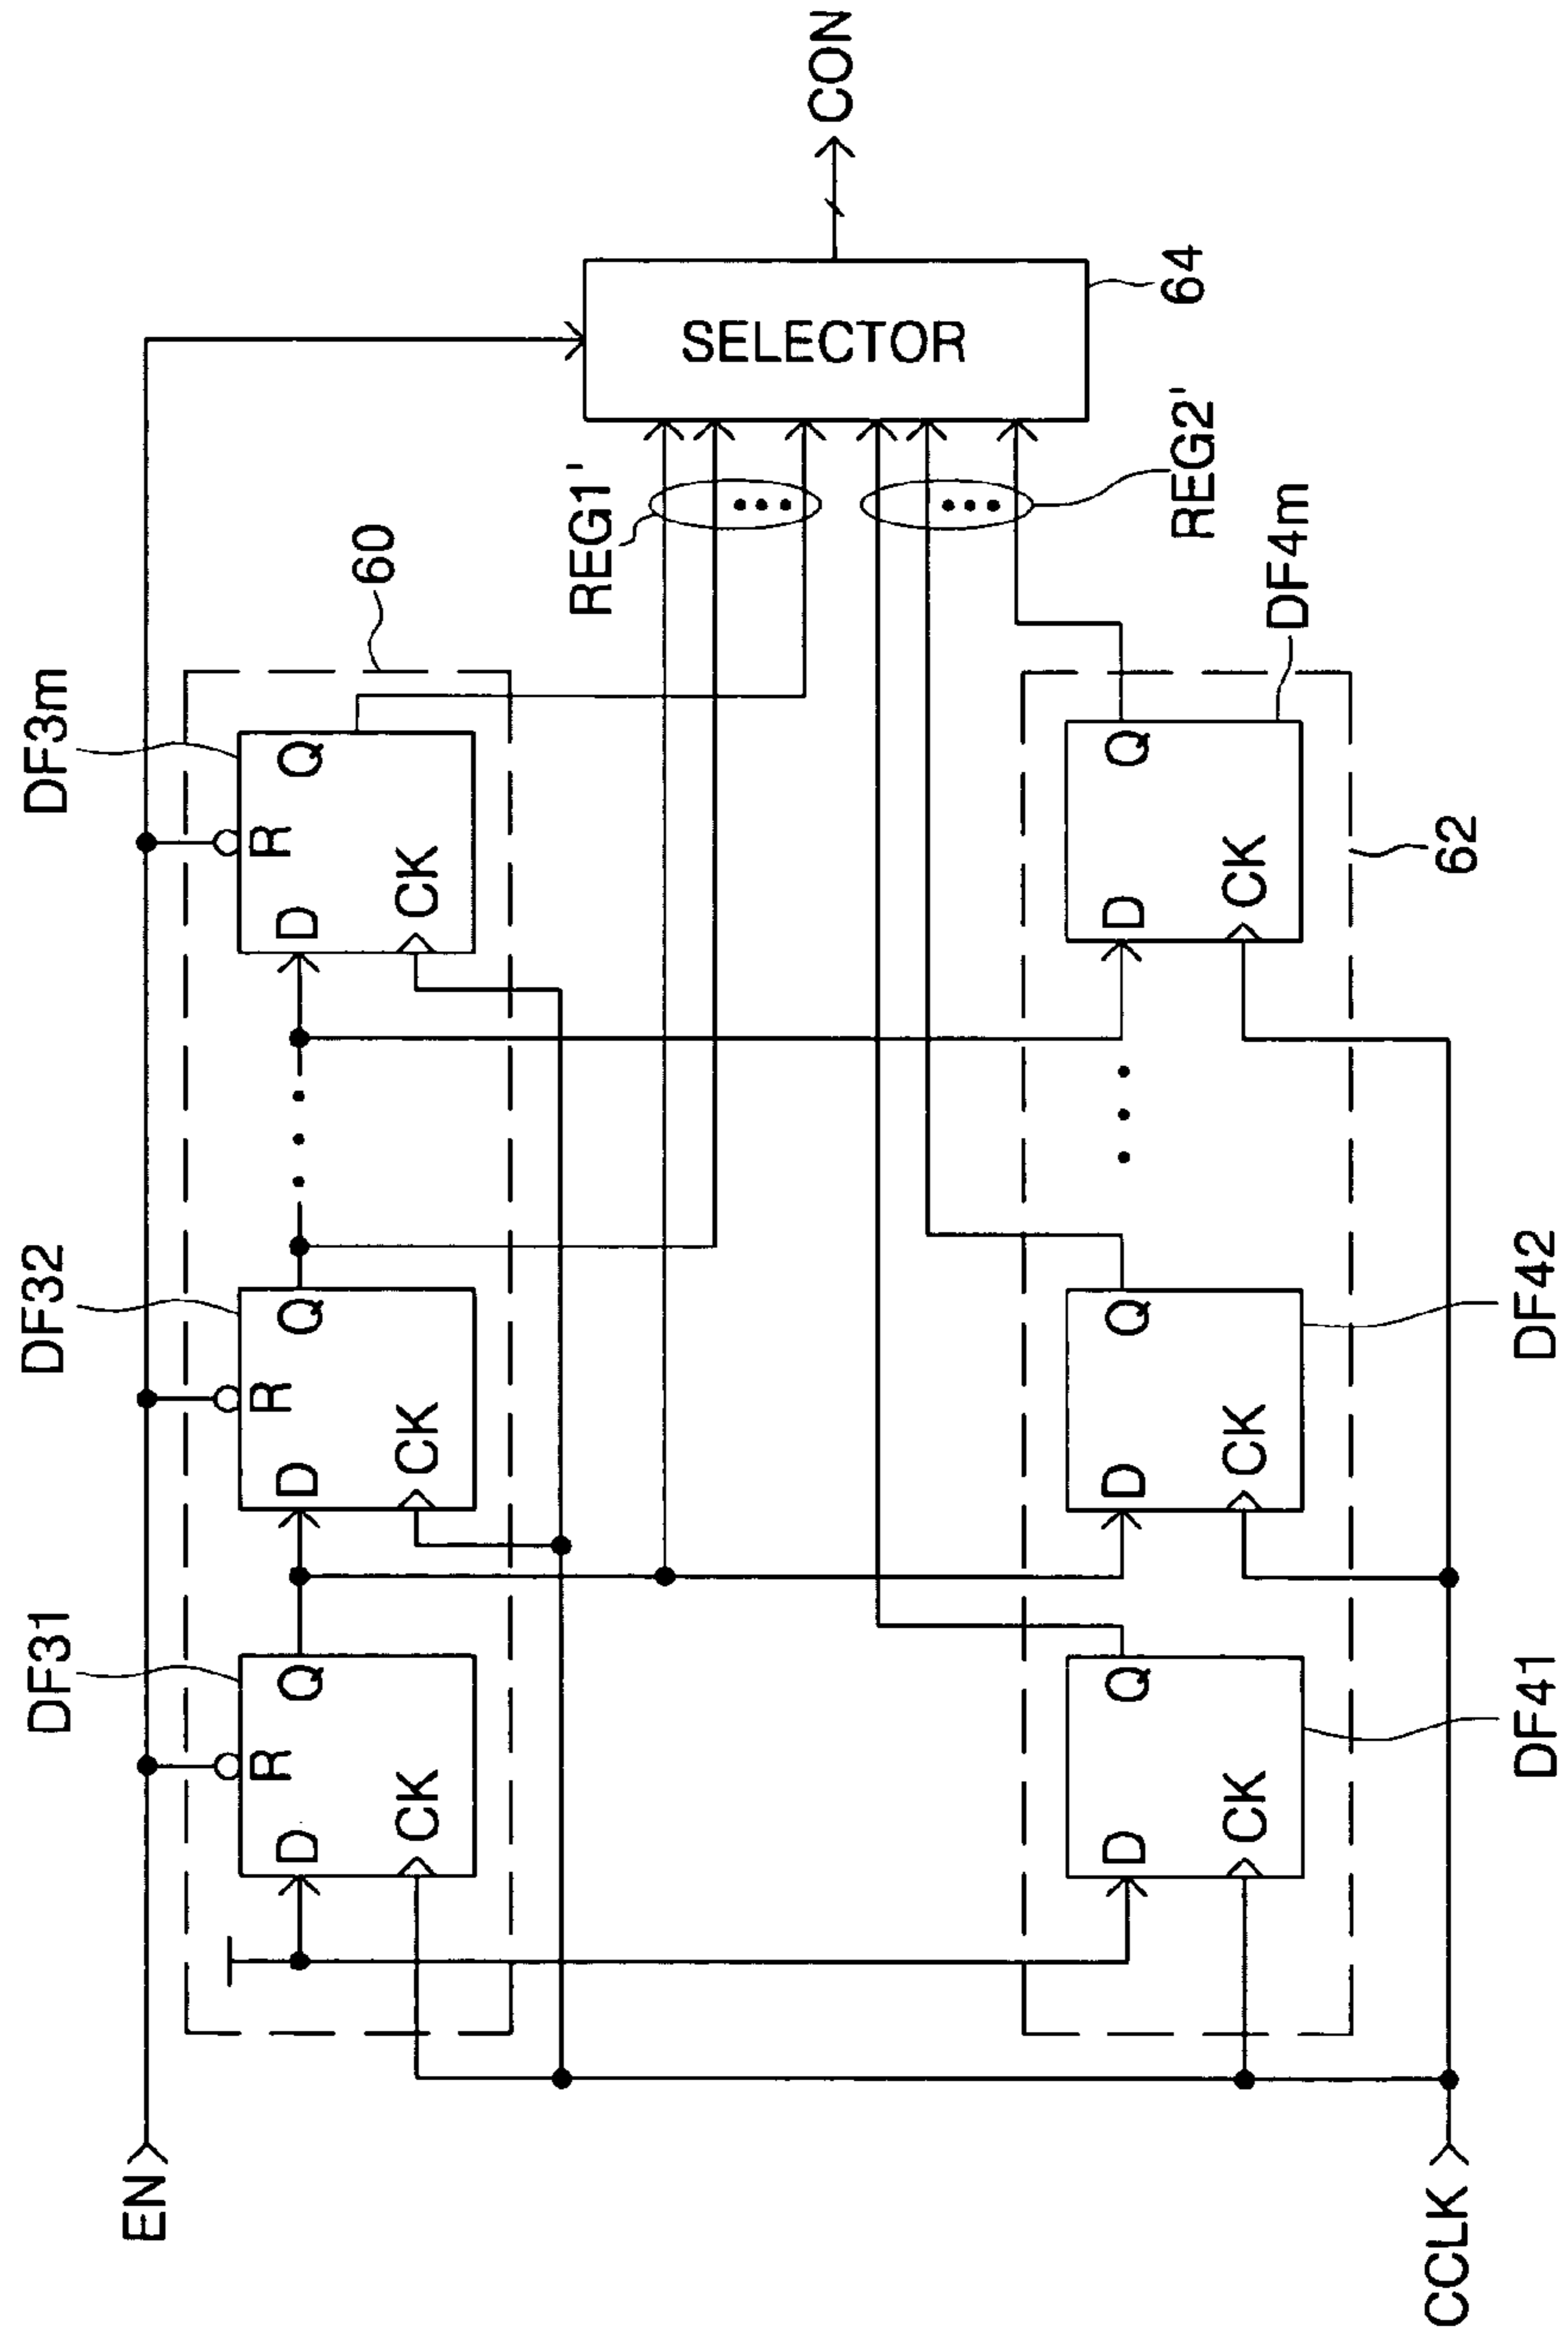 EN
DF31
DF32
DF3m
D
R
Q
CK
D
R
Q
CK
D
R
Q
CK
60
REG1'
SELECTOR
CON
64
REG2'
D
Q
CK
D
Q
CK
D
Q
CK
DF4m
62
DF41
DF42
CCLK